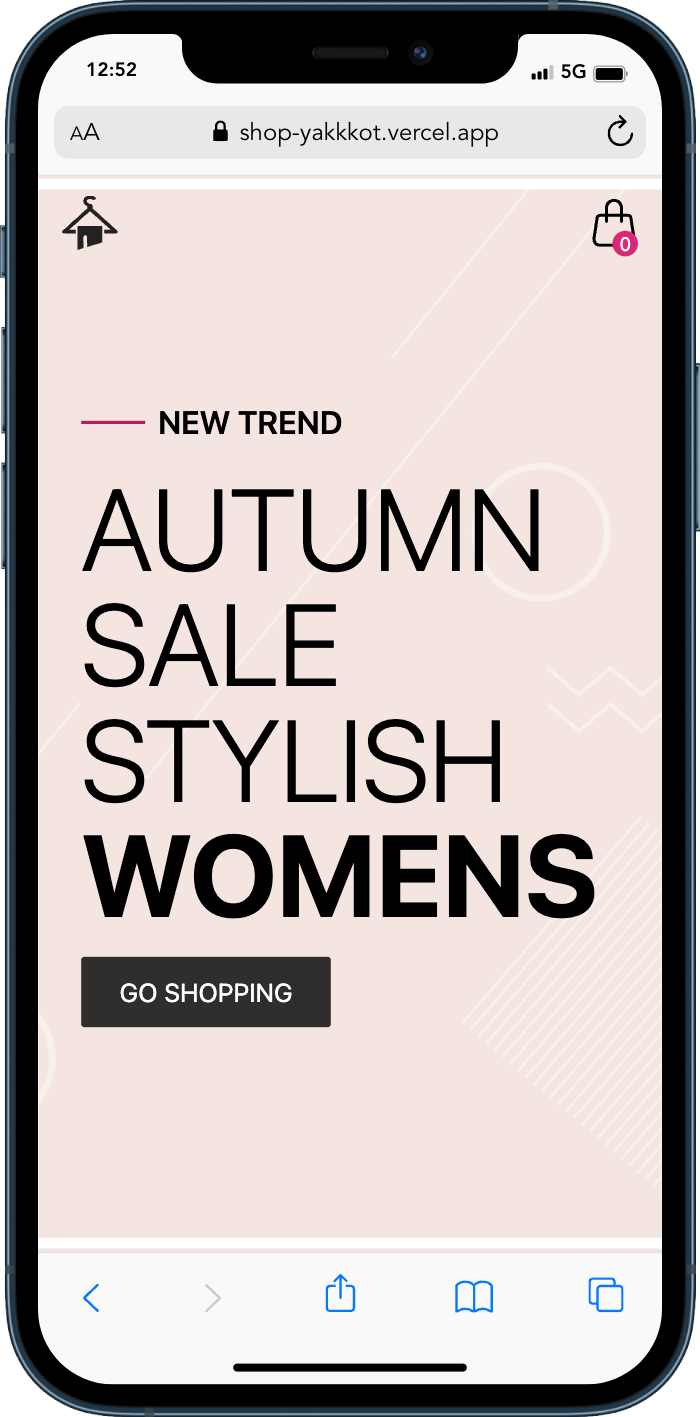 12:52
5G
AA
shop-yakkkot.vercel.app
0
NEW TREND
AUTUMN
SALE
STYLISH
WOMENS
GO SHOPPING